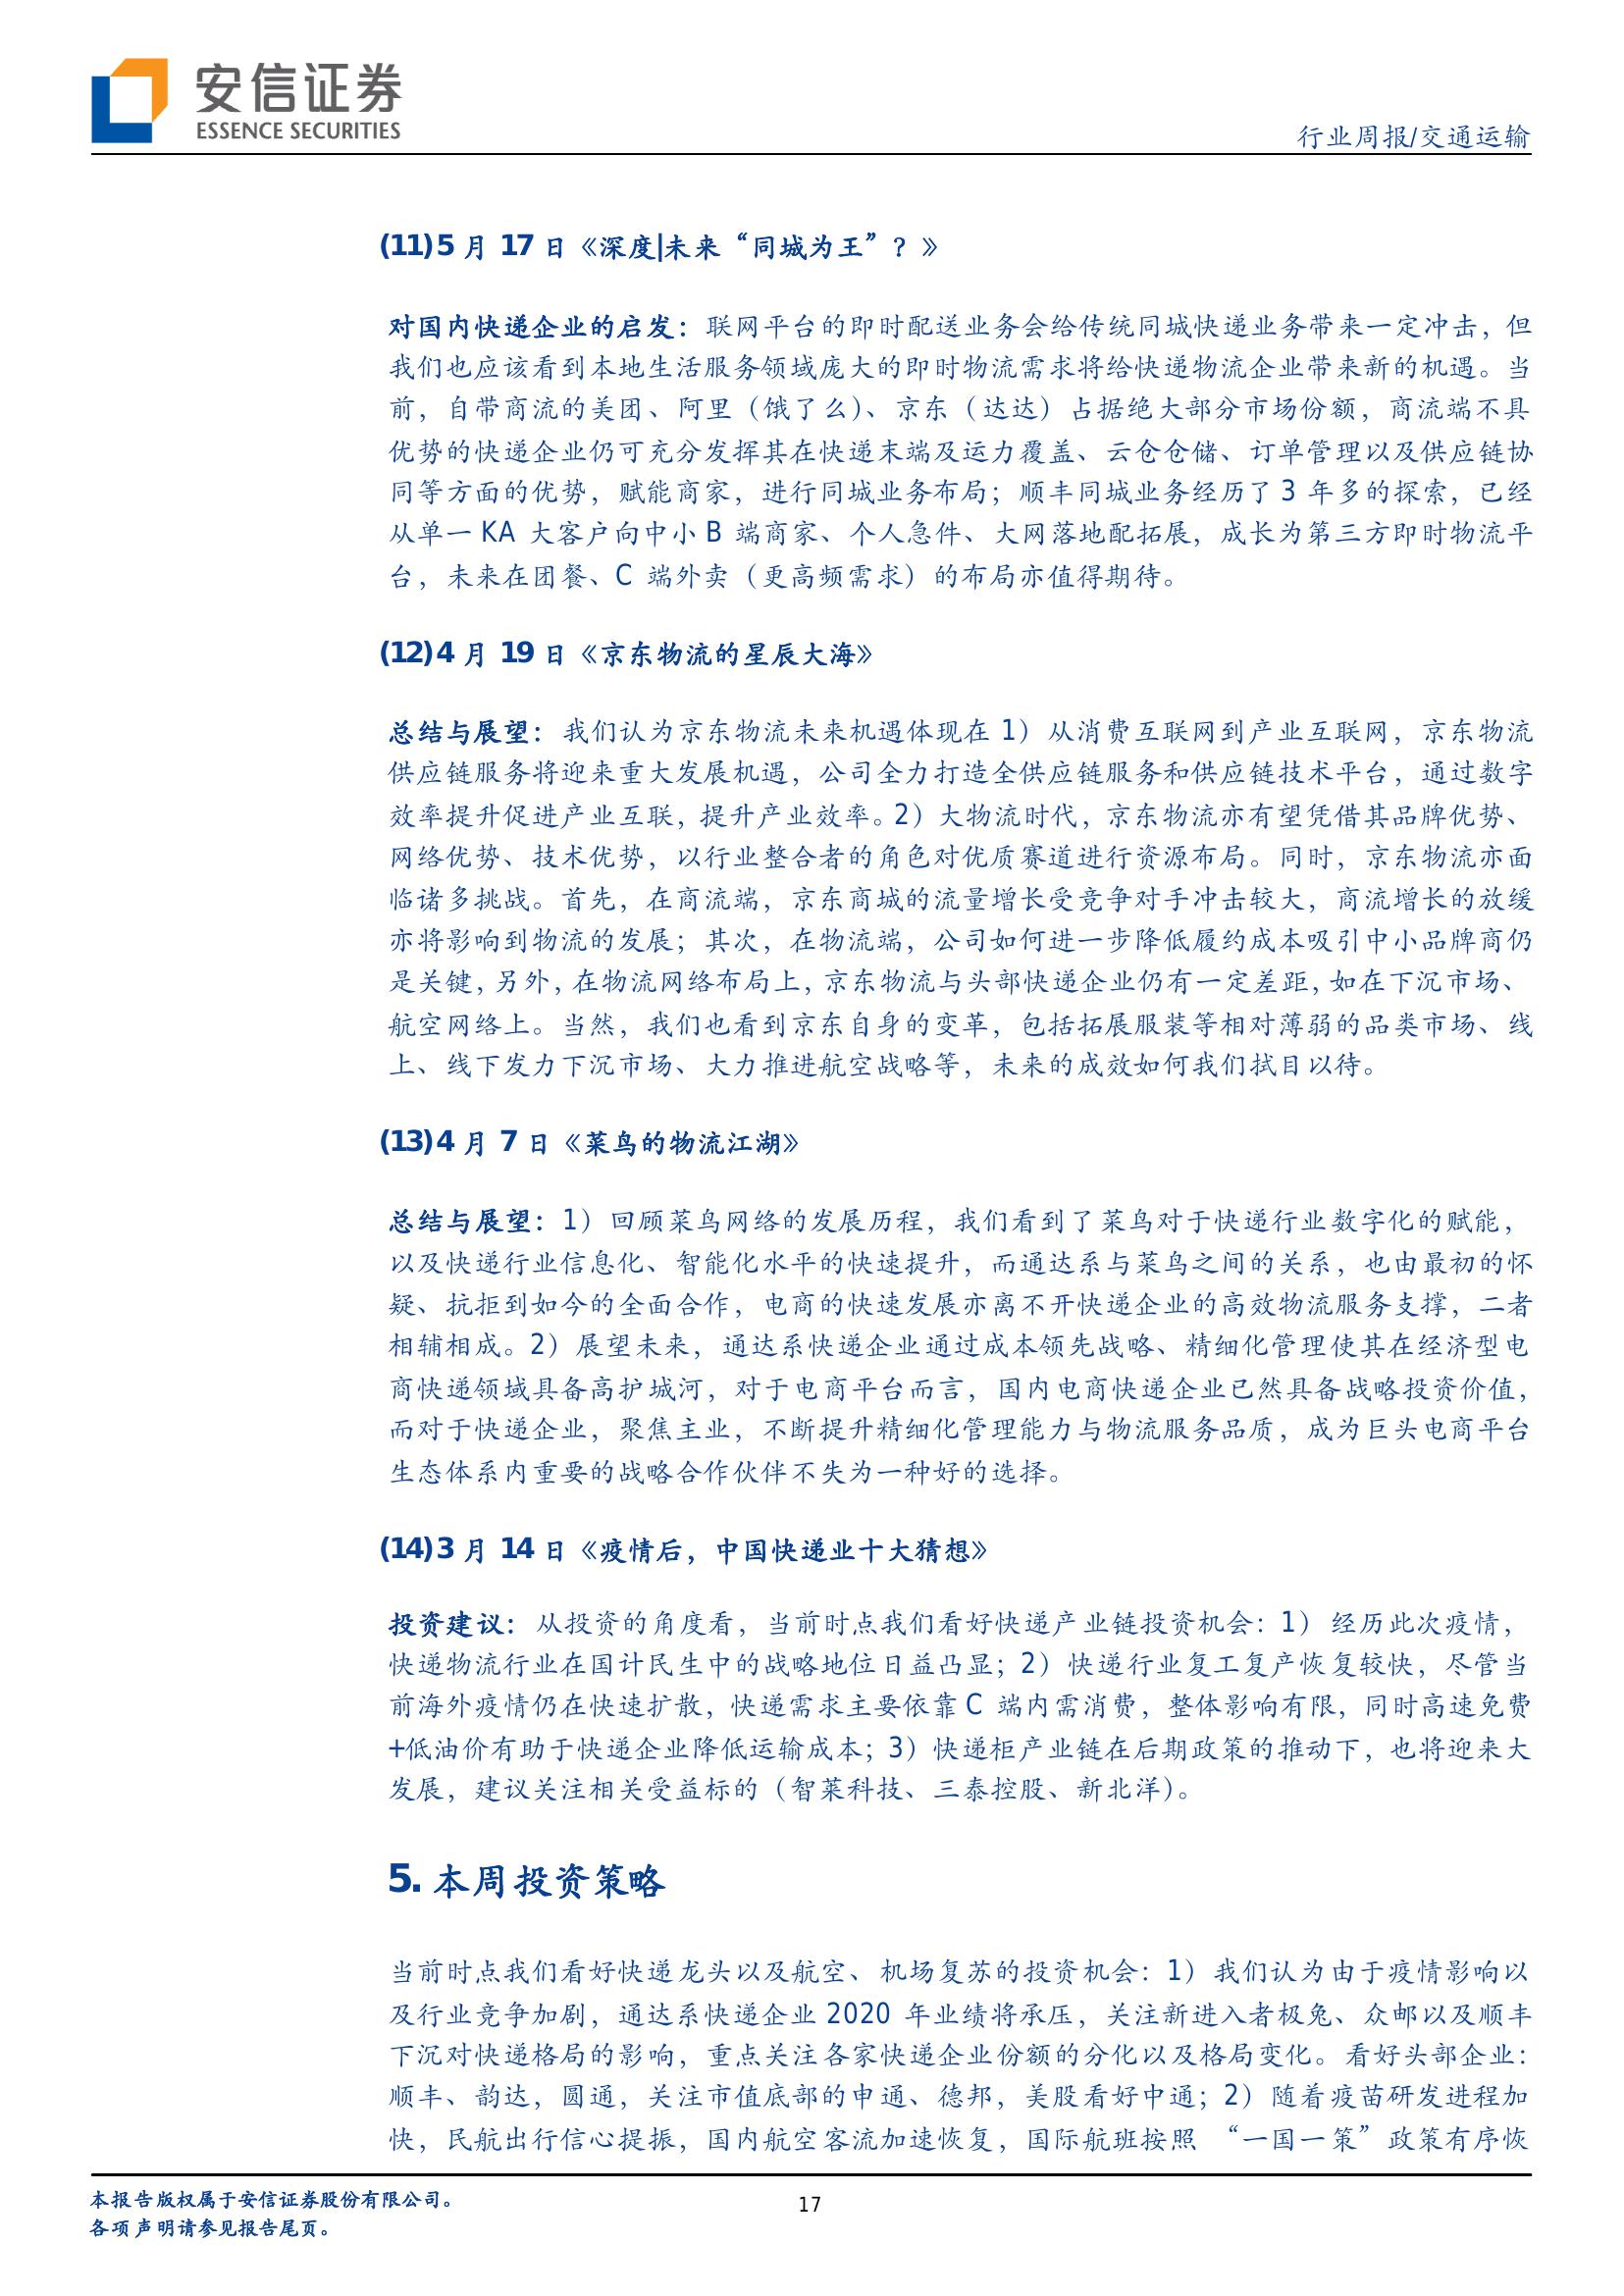 安信证券
ESSENCE SECURITIES
行业周报/交通运输
(11)5 月 17 日《深度|未来“同城为王”？》
对国内快递企业的启发：联网平台的即时配送业务会给传统同城快递业务带来一定冲击，但
我们也应该看到本地生活服务领域庞大的即时物流需求将给快递物流企业带来新的机遇。当
前，自带商流的美团、阿里（饿了么）、京东（达达）占据绝大部分市场份额，商流端不具
优势的快递企业仍可充分发挥其在快递末端及运力覆盖、云仓仓储、订单管理以及供应链协
同等方面的优势，赋能商家，进行同城业务布局；顺丰同城业务经历了 3 年多的探索，已经
从单一 KA 大客户向中小 B 端商家、个人急件、大网落地配拓展，成长为第三方即时物流平
台，未来在团餐、C 端外卖（更高频需求）的布局亦值得期待。
(12)4 月 19 日《京东物流的星辰大海》
总结与展望：我们认为京东物流未来机遇体现在 1）从消费互联网到产业互联网，京东物流
供应链服务将迎来重大发展机遇，公司全力打造全供应链服务和供应链技术平台，通过数字
效率提升促进产业互联，提升产业效率。2）大物流时代，京东物流亦有望凭借其品牌优势、
网络优势、技术优势，以行业整合者的角色对优质赛道进行资源布局。同时，京东物流亦面
临诸多挑战。首先，在商流端，京东商城的流量增长受竞争对手冲击较大，商流增长的放缓
亦将影响到物流的发展；其次，在物流端，公司如何进一步降低履约成本吸引中小品牌商仍
是关键，另外，在物流网络布局上，京东物流与头部快递企业仍有一定差距，如在下沉市场、
航空网络上。当然，我们也看到京东自身的变革，包括拓展服装等相对薄弱的品类市场、线
上、线下发力下沉市场、大力推进航空战略等，未来的成效如何我们拭目以待。
(13)4 月 7 日《菜鸟的物流江湖》
总结与展望：1）回顾菜鸟网络的发展历程，我们看到了菜鸟对于快递行业数字化的赋能，
以及快递行业信息化、智能化水平的快速提升，而通达系与菜鸟之间的关系，也由最初的怀
疑、抗拒到如今的全面合作，电商的快速发展亦离不开快递企业的高效物流服务支撑，二者
相辅相成。2）展望未来，通达系快递企业通过成本领先战略、精细化管理使其在经济型电
商快递领域具备高护城河，对于电商平台而言，国内电商快递企业已然具备战略投资价值，
而对于快递企业，聚焦主业，不断提升精细化管理能力与物流服务品质，成为巨头电商平台
生态体系内重要的战略合作伙伴不失为一种好的选择。
(14)3 月 14 日《疫情后，中国快递业十大猜想》
投资建议：从投资的角度看，当前时点我们看好快递产业链投资机会：1）经历此次疫情，
快递物流行业在国计民生中的战略地位日益凸显；2）快递行业复工复产恢复较快，尽管当
前海外疫情仍在快速扩散，快递需求主要依靠 C 端内需消费，整体影响有限，同时高速免费
+低油价有助于快递企业降低运输成本；3）快递柜产业链在后期政策的推动下，也将迎来大
发展，建议关注相关受益标的（智莱科技、三泰控股、新北洋）。
5. 本周投资策略
当前时点我们看好快递龙头以及航空、机场复苏的投资机会：1）我们认为由于疫情影响以
及行业竞争加剧，通达系快递企业 2020 年业绩将承压，关注新进入者极兔、众邮以及顺丰
下沉对快递格局的影响，重点关注各家快递企业份额的分化以及格局变化。看好头部企业：
顺丰、韵达，圆通，关注市值底部的申通、德邦，美股看好中通；2）随着疫苗研发进程加
快，民航出行信心提振，国内航空客流加速恢复，国际航班按照 “一国一策”政策有序恢
本报告版权属于安信证券股份有限公司。
各项声明请参见报告尾页。
17